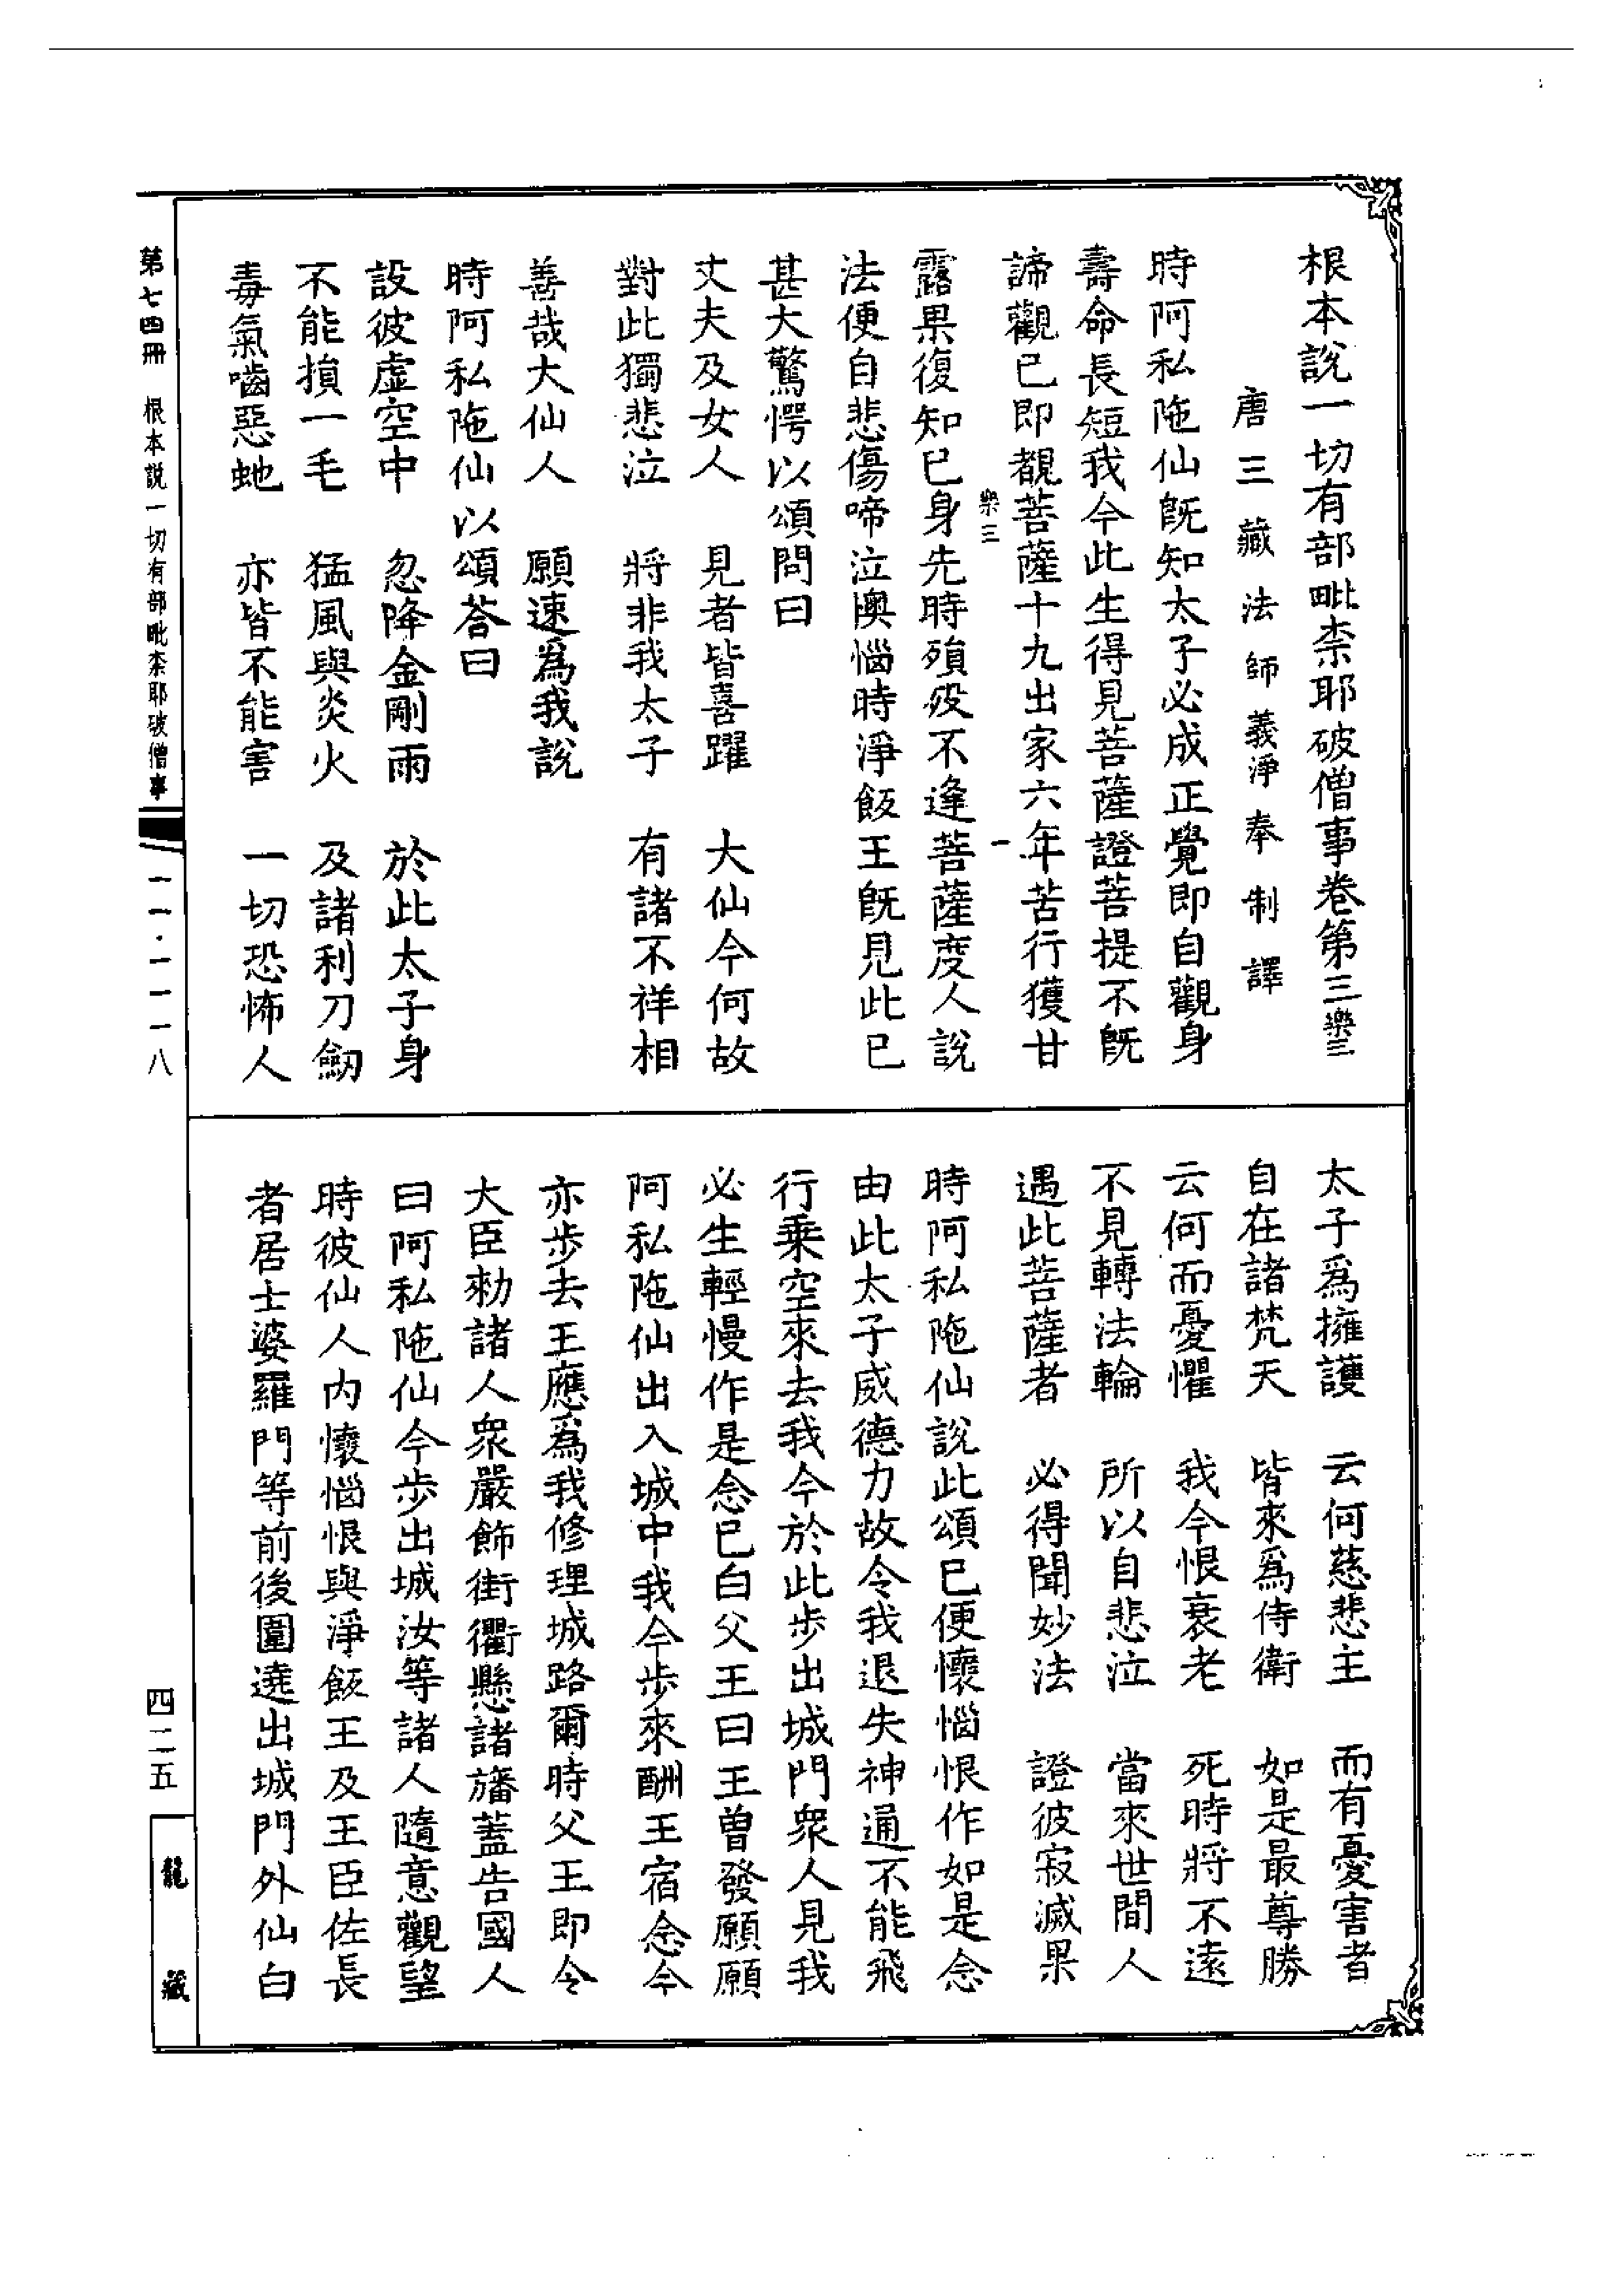 根本說一切有部毗柰耶破僧事卷第三樂三
唐三藏法師義淨奉制譯
時阿私陁仙旣知太子必成正覺即自觀身
壽命長短我今此生得見菩薩證菩提不旣
諦觀已即覩菩薩十九出家六年苦行獲甘
樂三
一
露果復知已身先時殞歿不逢菩薩度人說
法便自悲傷啼泣懊惱時淨飯王旣見此已
甚大驚愕以頌問曰
丈夫及女人　見者皆喜躍　大仙今何故
對此獨悲泣　將非我太子　有諸不祥相
善哉大仙人　願速為我說
時阿私陁仙以頌荅曰
設彼虛空中　忽降金剛雨　於此太子身
不能損一毛　猛風與炎火　及諸利刀劒
毒氣嚙惡虵　亦皆不能害　一切恐怖人
太子爲擁護　云何慈悲主　而有憂害者
自在諸梵天　皆來爲侍衛　如是最尊勝
云何而憂懼　我今恨衰老　死時將不遠
不見轉法輪　所以自悲泣　當來世間人
遇此菩薩者　必得聞妙法　證彼寂滅果
時阿私陁仙說此頌已便懷惱恨作如是念
由此太子威德力故令我退失神通不能飛
行乗空來去我今於此步出城門衆人見我
必生輕慢作是念已白父王曰王曾發願願
阿私陁仙出入城中我今步來酬王宿念今
亦步去王應爲我修理城路爾時父王即令
大臣勑諸人衆嚴飾街衢懸諸旛蓋告國人
曰阿私陁仙今步出城汝等諸人隨意觀望
時彼仙人内懷惱恨與淨飯王及王臣佐長
者居士婆羅門等前後圍遶出城門外仙白
第七四冊　根本說一切有部毗柰耶破僧事
一一·一一一八
四二五
龍藏